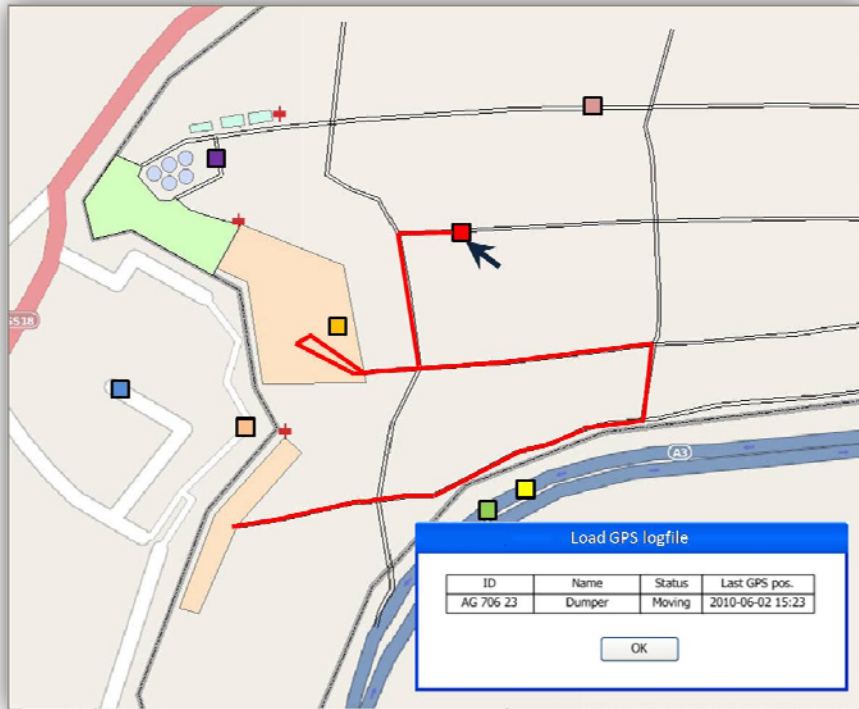 SS18
A3
Load GPS logfile
ID Name Status Last GPS pos.
AG 706 23 Dumper Moving 2010-06-02 15:23
OK